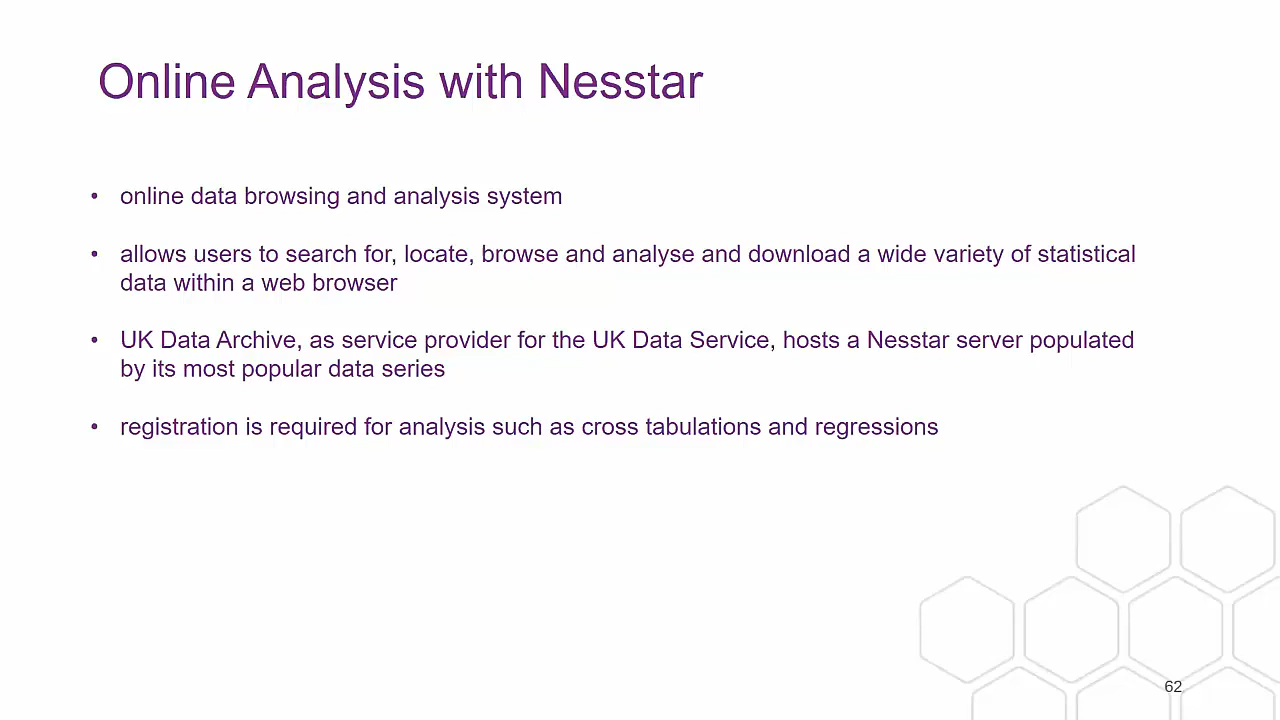 Online Analysis with Nesstar
• online data browsing and analysis system
• allows users to search for, locate, browse and analyse and download a wide variety of statistical
data within a web browser
• UK Data Archive, as service provider for the UK Data Service, hosts a Nesstar server populated
by its most popular data series
• registration is required for analysis such as cross tabulations and regressions
62